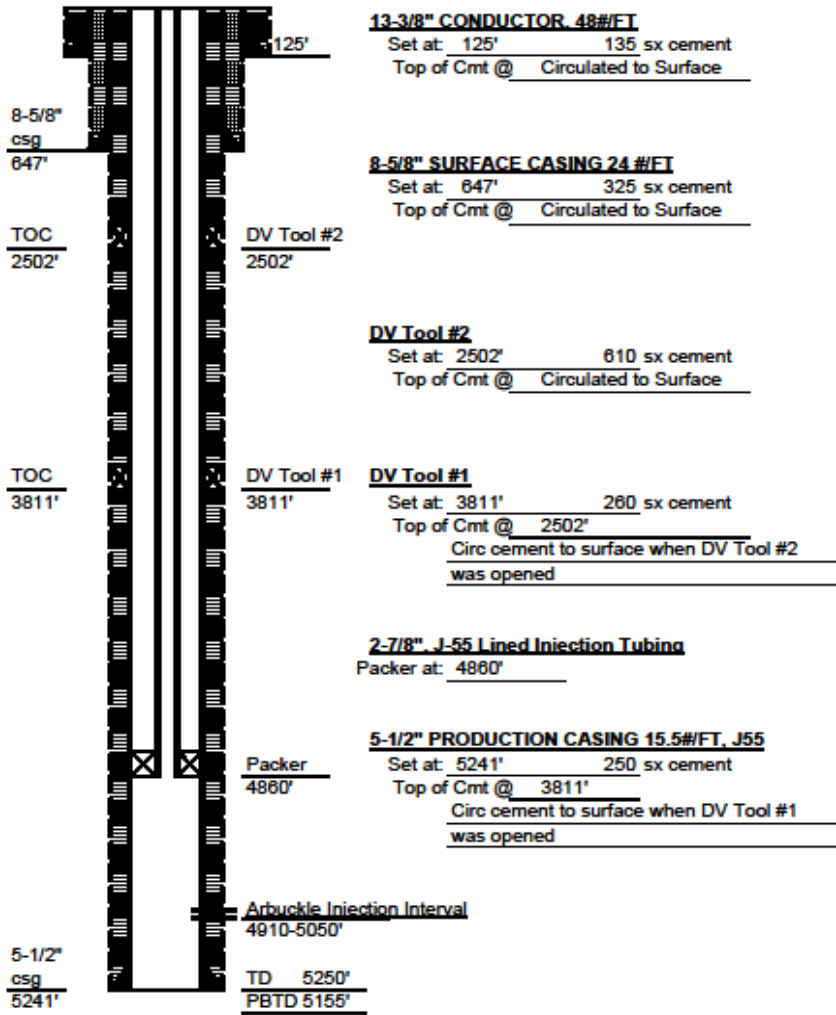 125'
8-5/8"
csg
647'
TOC
2502'
DV Tool #2
2502'
TOC
3811'
DV Tool #1
3811'
Packer
4860'
Arbuckle Injection Interval
4910-5050'
5-1/2"
csg
5241'
TD 5250'
PBTD 5155'
13-3/8" CONDUCTOR, 48#/FT
Set at: 125' 135 sx cement
Top of Cmt @ Circulated to Surface
8-5/8" SURFACE CASING 24 #/FT
Set at: 647' 325 sx cement
Top of Cmt @ Circulated to Surface
DV Tool #2
Set at: 2502' 610 sx cement
Top of Cmt @ Circulated to Surface
DV Tool #1
Set at: 3811' 260 sx cement
Top of Cmt @ 2502'
Circ cement to surface when DV Tool #2
was opened
2-7/8", J-55 Lined Injection Tubing
Packer at: 4860'
5-1/2" PRODUCTION CASING 15.5#/FT, J55
Set at: 5241' 250 sx cement
Top of Cmt @ 3811'
Circ cement to surface when DV Tool #1
was opened